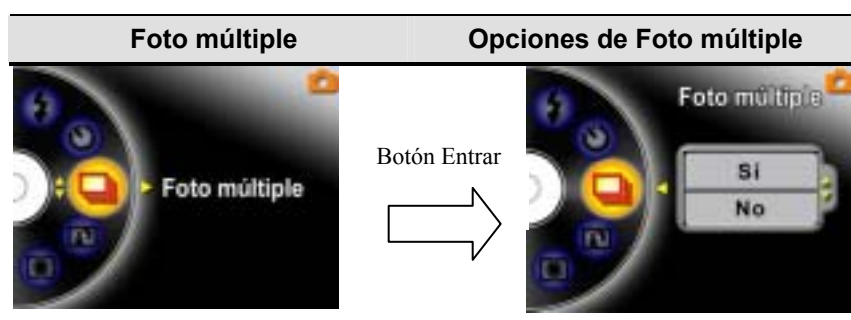 Foto múltiple
Opciones de Foto múltiple
Foto múltiple
Botón Entrar
Foto múltiple
Sí
No